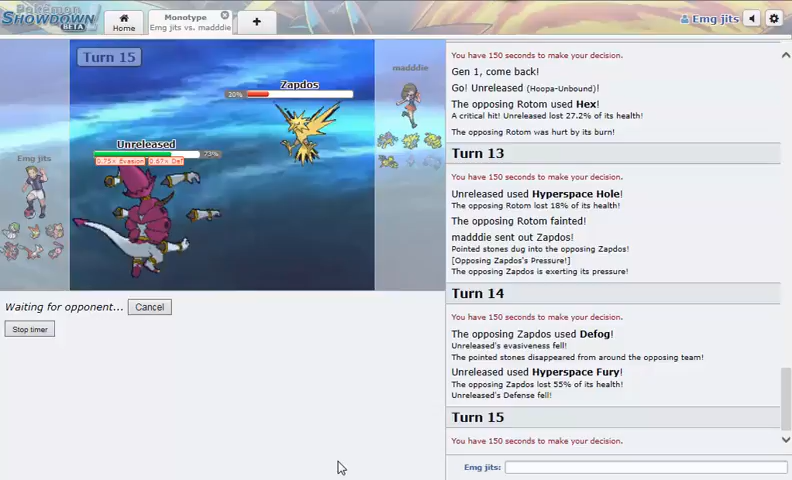 Pokémon
SHOWDOWN
BETA
Home
Monotype
Emg jits vs. madddie
Emg jits
Turn 15
Zapdos
20%
Unreleased
73%
0.75× Evasion 0.67× Def
Emg jits
madddie
Waiting for opponent... Cancel
Stop timer
You have 150 seconds to make your decision.
Gen 1, come back!
Go! Unreleased (Hoopa-Unbound)!
The opposing Rotom used Hex!
A critical hit! Unreleased lost 27.2% of its health!
The opposing Rotom was hurt by its burn!
Turn 13
You have 150 seconds to make your decision.
Unreleased used Hyperspace Hole!
The opposing Rotom lost 18% of its health!
The opposing Rotom fainted!
madddie sent out Zapdos!
Pointed stones dug into the opposing Zapdos!
[Opposing Zapdos's Pressure!]
The opposing Zapdos is exerting its pressure!
Turn 14
You have 150 seconds to make your decision.
The opposing Zapdos used Defog!
Unreleased's evasiveness fell!
The pointed stones disappeared from around the opposing team!
Unreleased used Hyperspace Fury!
The opposing Zapdos lost 55% of its health!
Unreleased's Defense fell!
Turn 15
You have 150 seconds to make your decision.
Emg jits: